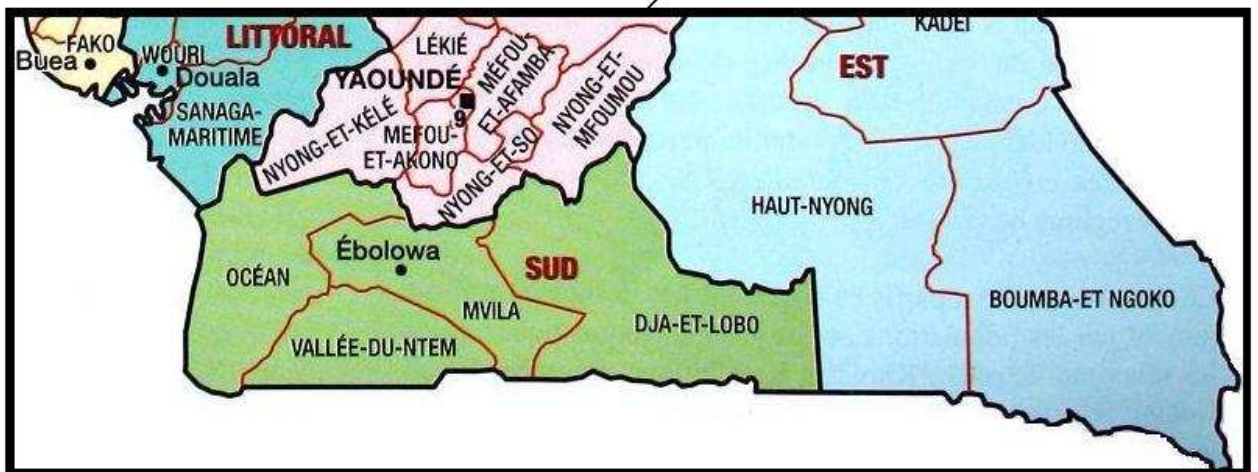 KADEI
FAKO
Buea
WOURI
Douala
LITTORAL
SANAGA-
MARITIME
LÉKIÉ
YAOUNDÉ
9
MÉFOU-
ET-AFAMBA
NYONG-ET-
MFOUMOU
EST
NYONG-ET-KÉLÉ
MEFOU-
ET-AKONO
NYONG-ET-SO
HAUT-NYONG
Ébolowa
OCÉAN
SUD
MVILA
VALLÉE-DU-NTEM
DJA-ET-LOBO
BOUMBA-ET NGOKO